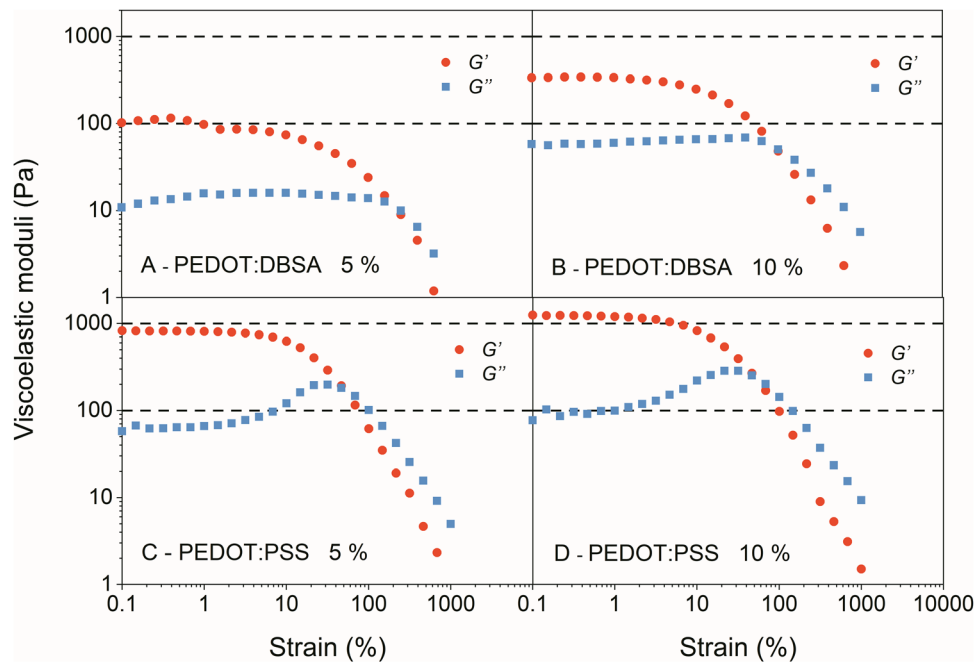 1000
100
10
1
G'
G''
A - PEDOT:DBSA 5 %
G'
G''
B - PEDOT:DBSA 10 %
Viscoelastic moduli (Pa)
1000
100
10
1
G'
G''
C - PEDOT:PSS 5 %
G'
G''
D - PEDOT:PSS 10 %
0.1 1 10 100 1000
0.1 1 10 100 1000 10000
Strain (%) Strain (%)